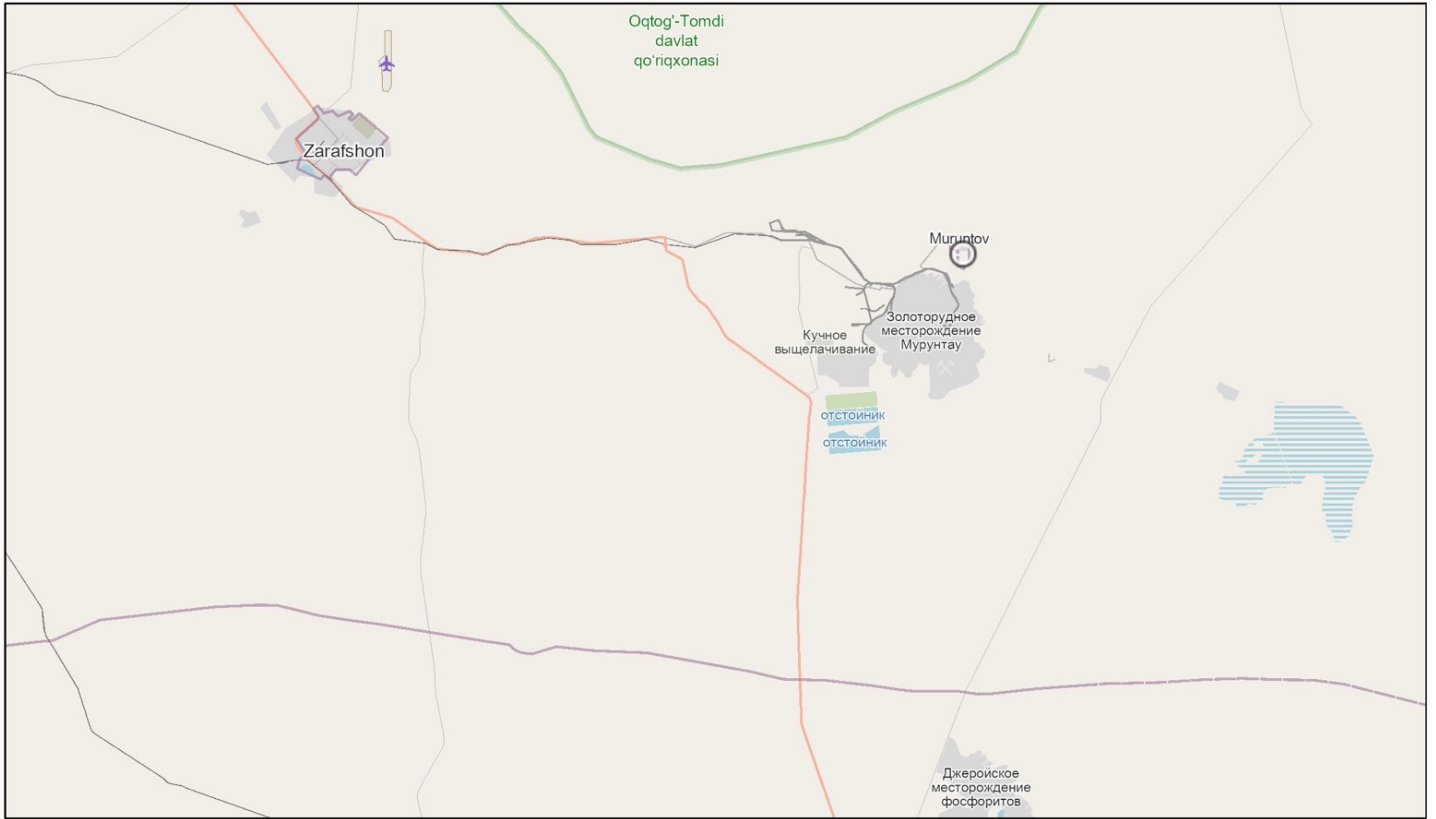 Oqtog'-Tomdi
davlat
qo'riqxonasi
Zarafshon
Muruntov
Золоторудное
месторождение
Мурунтау
Кучное
выщелачивание
отстойник
отстойник
Джеройское
месторождение
фосфоритов